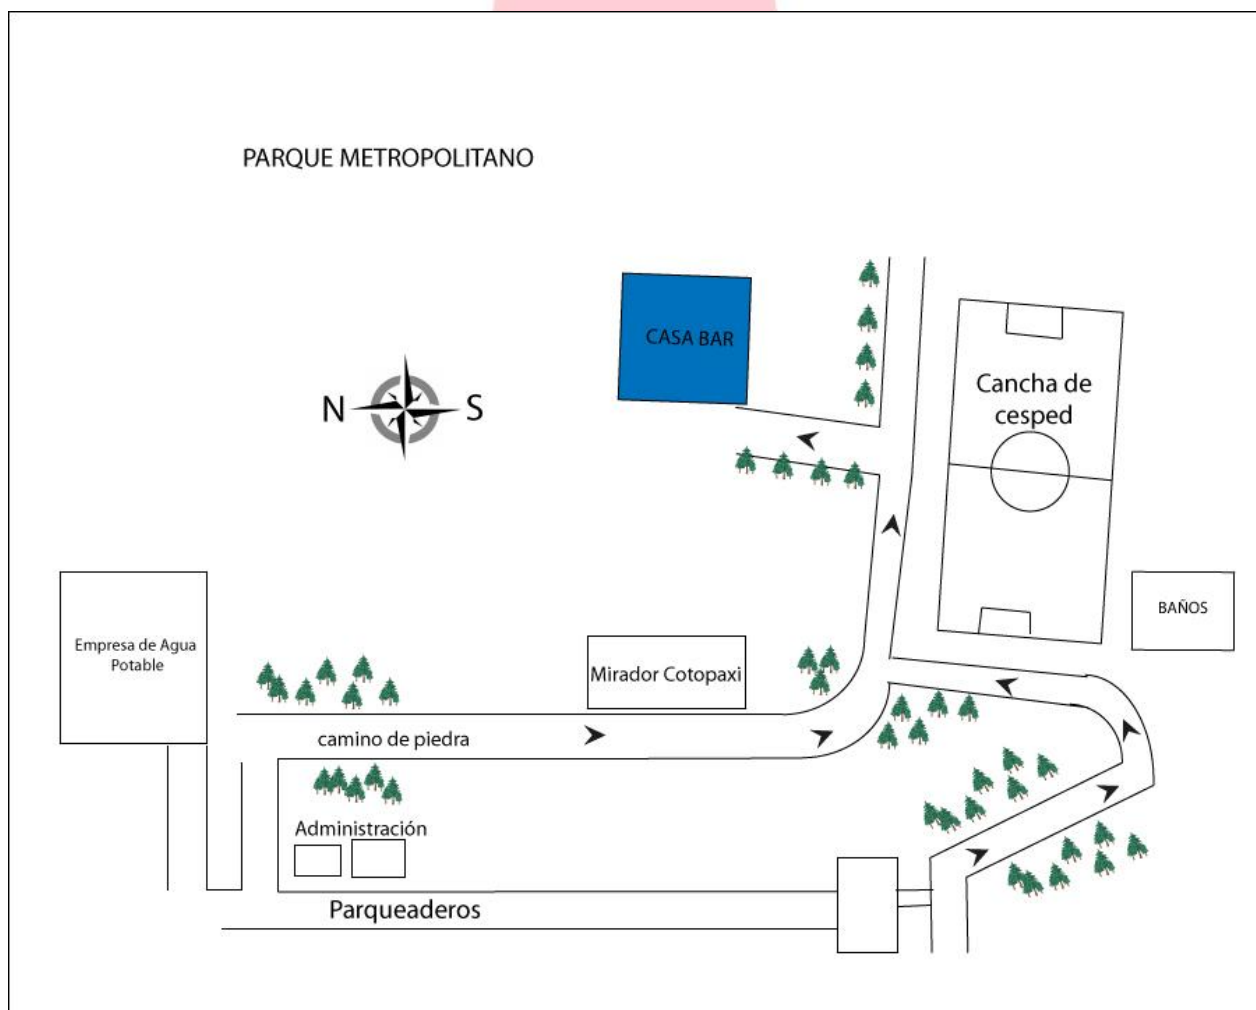 PARQUE METROPOLITANO
CASA BAR
Cancha de
cesped
N
S
BAÑOS
Empresa de Agua
Potable
Mirador Cotopaxi
camino de piedra
Administración
Parqueaderos